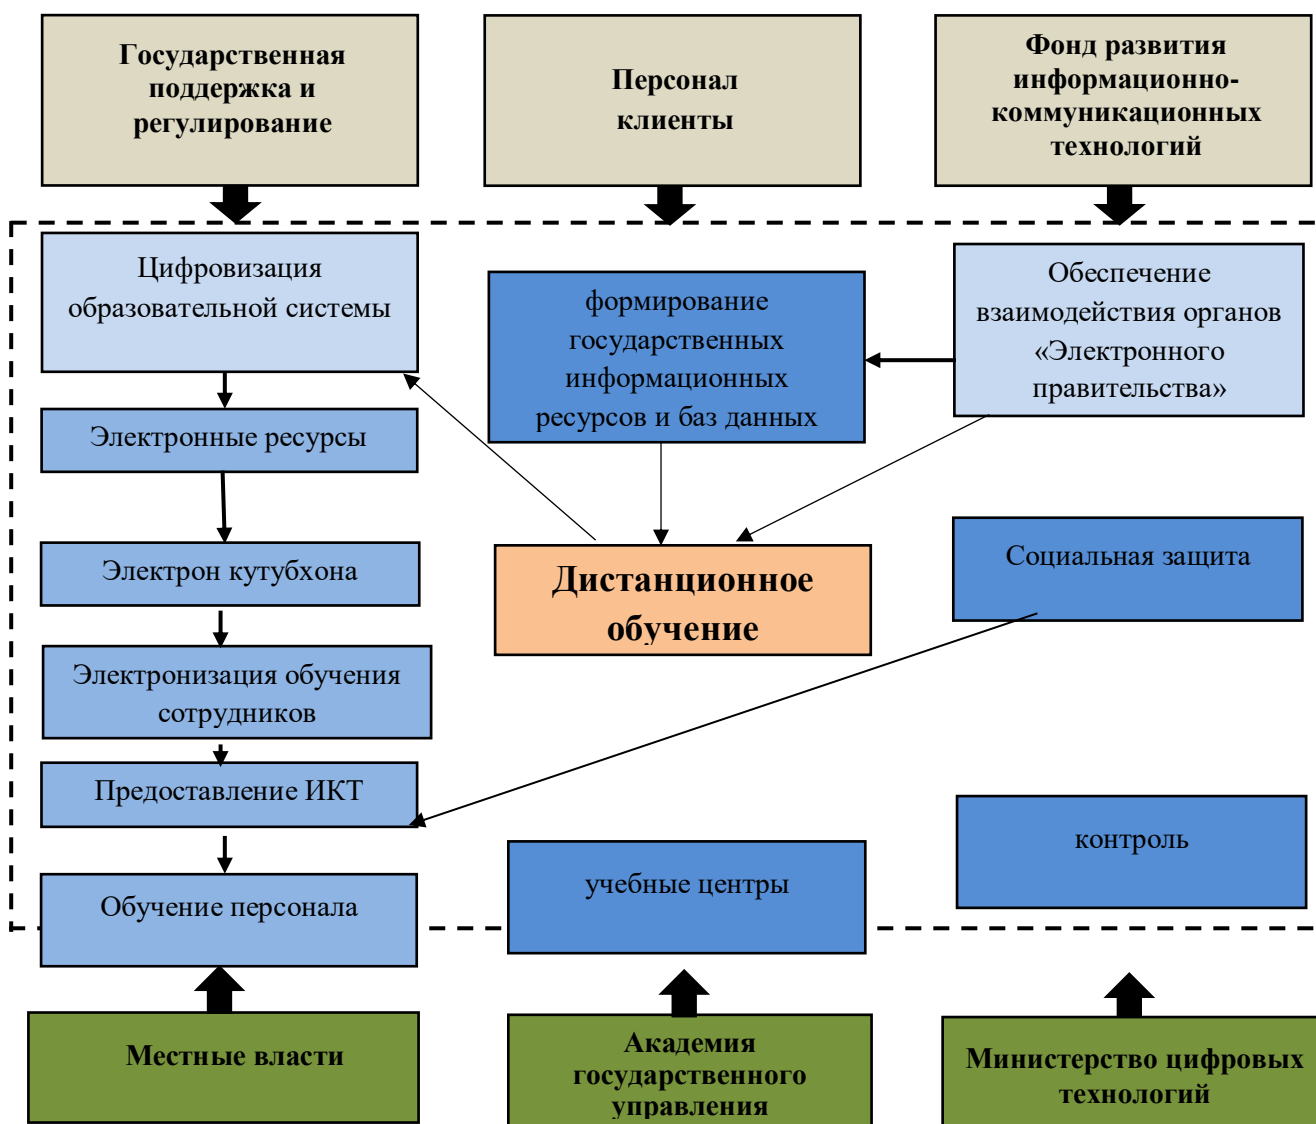 Государственная
поддержка и
регулирование
Персонал
клиенты
Фонд развития
информационно-
коммуникационных
технологий
Цифровизация
образовательной системы
формирование
государственных
информационных
ресурсов и баз данных
Обеспечение
взаимодействия органов
«Электронного
правительства»
Электронные ресурсы
Электрон кутубхона
Дистанционное
обучение
Социальная защита
Электронизация обучения
сотрудников
Предоставление ИКТ
контроль
учебные центры
Обучение персонала
Местные власти
Академия
государственного
управления
Министерство цифровых
технологий